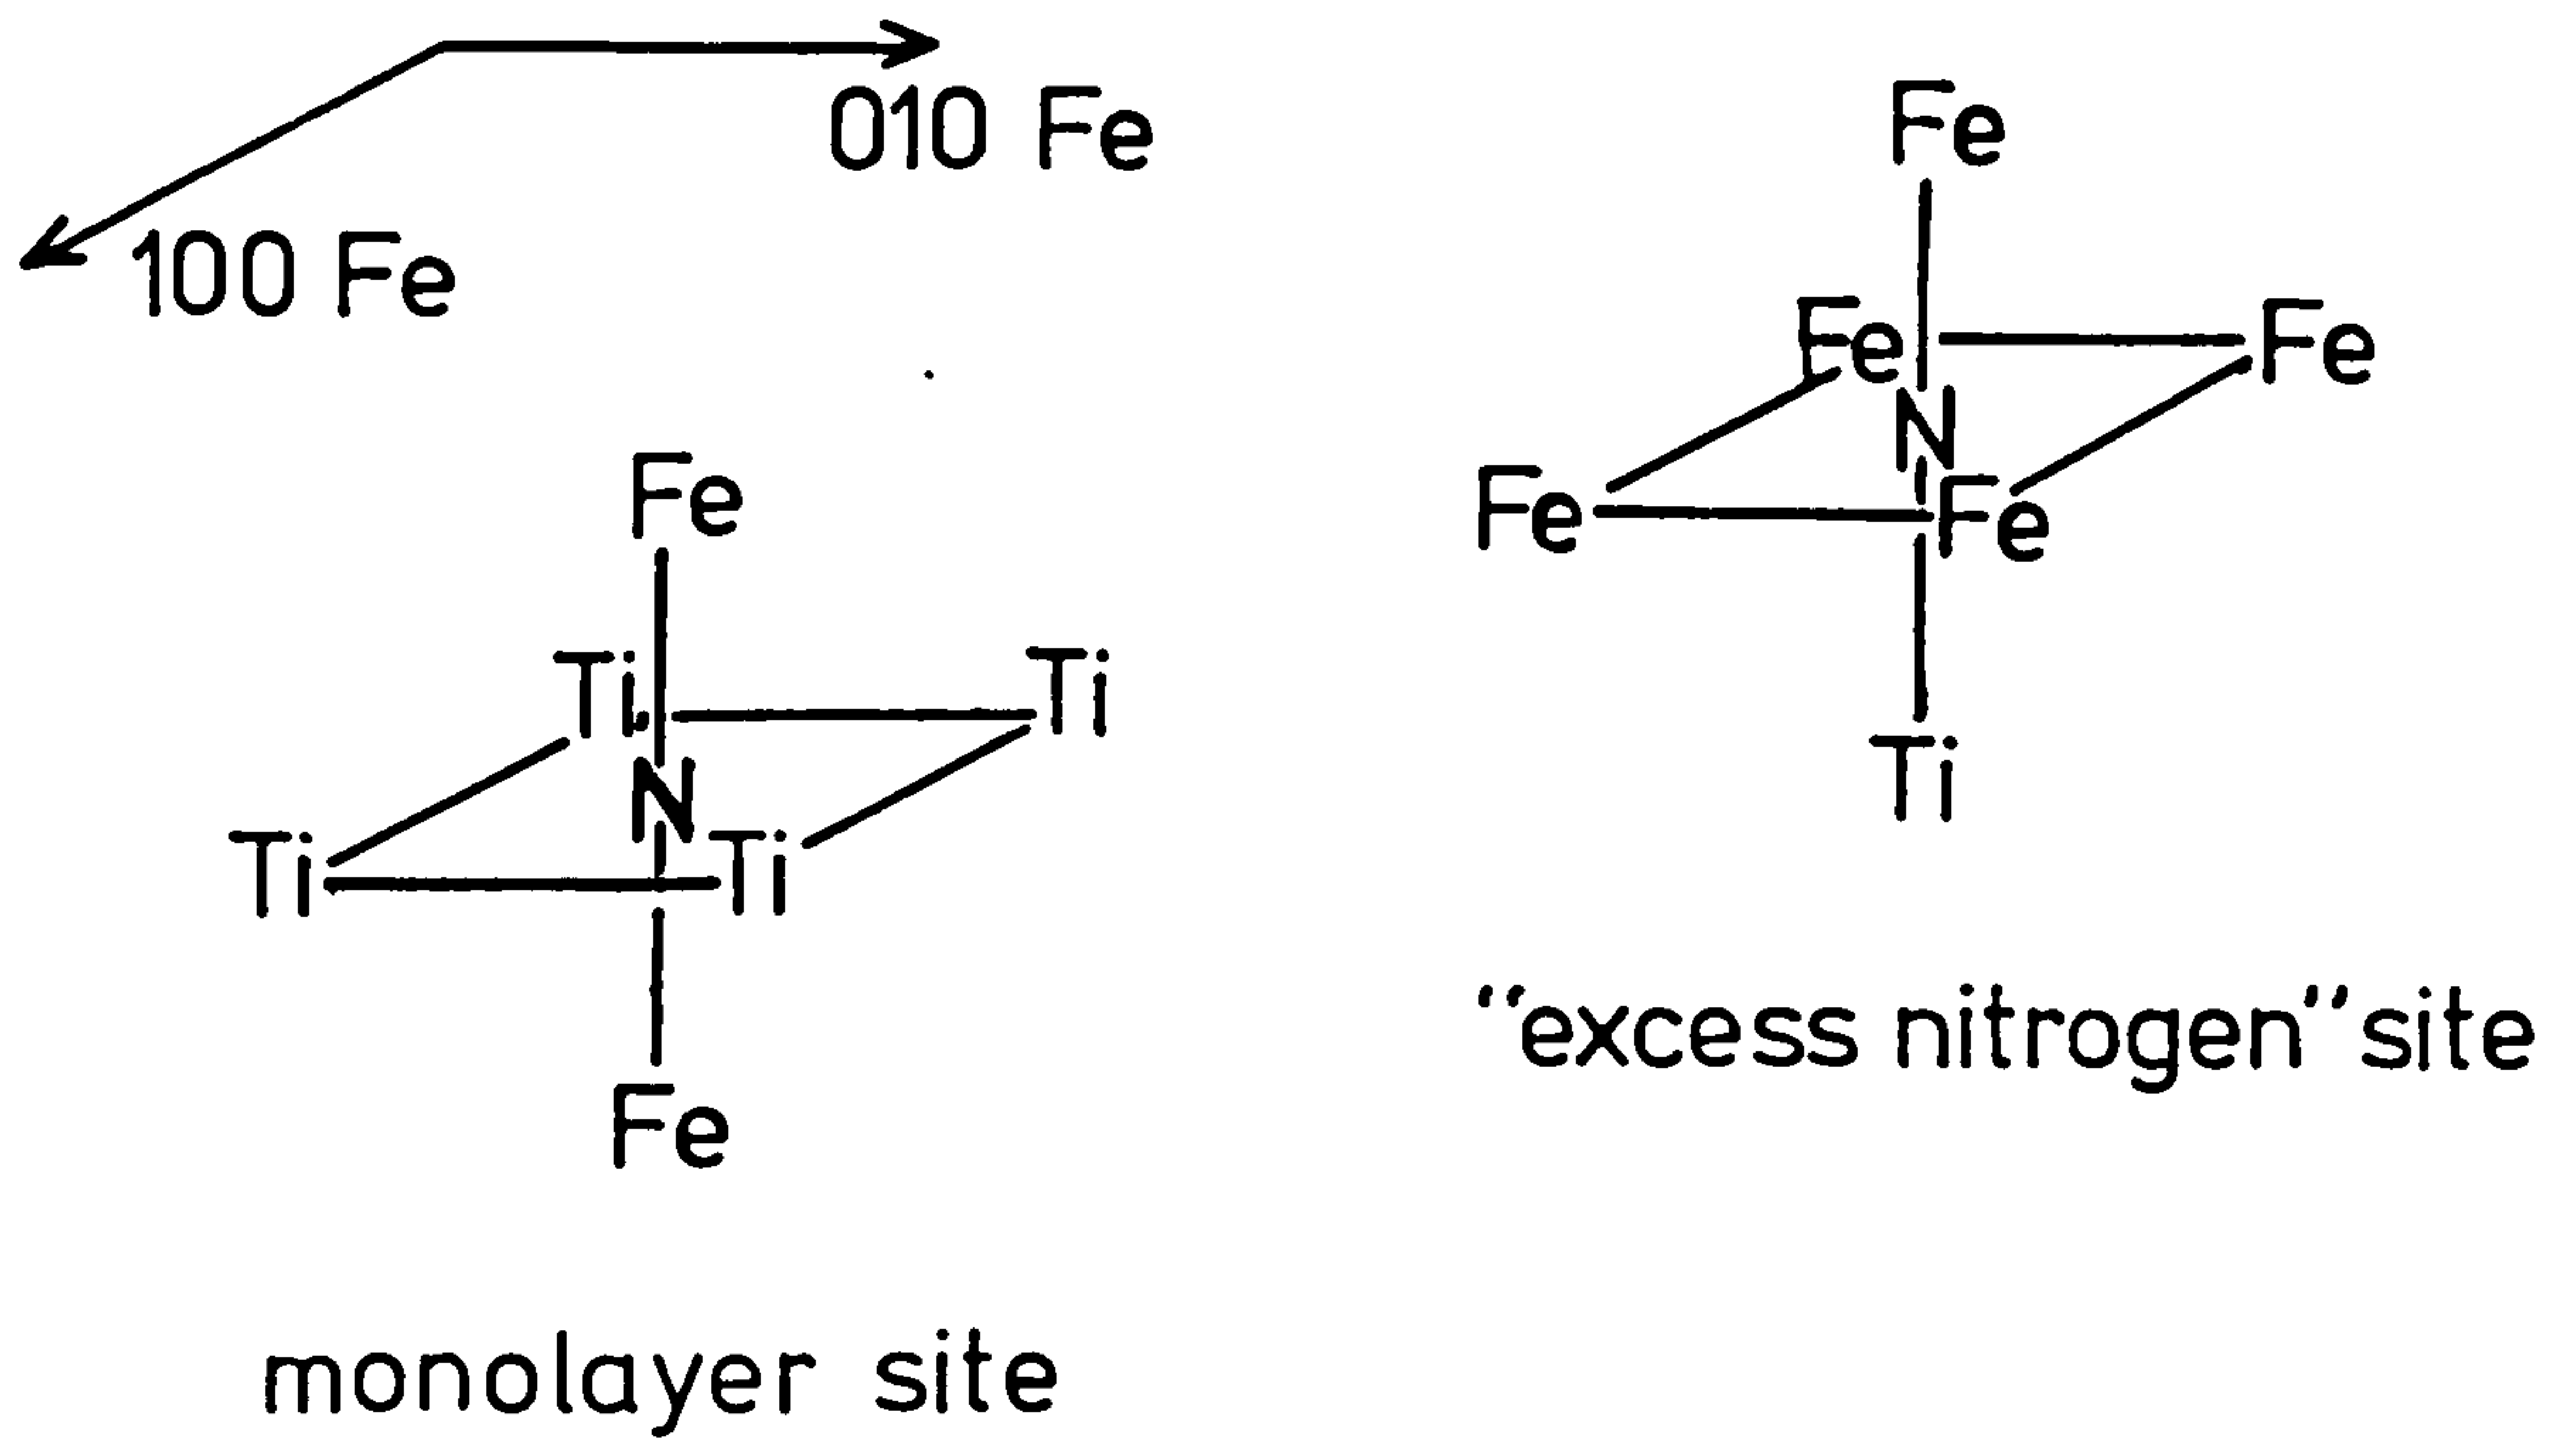 010 Fe
100 Fe
Fe
Ti Ti
N
Ti Ti
Fe
monolayer site
Fe
Fe Fe
N
Fe Fe
Ti
"excess nitrogen" site